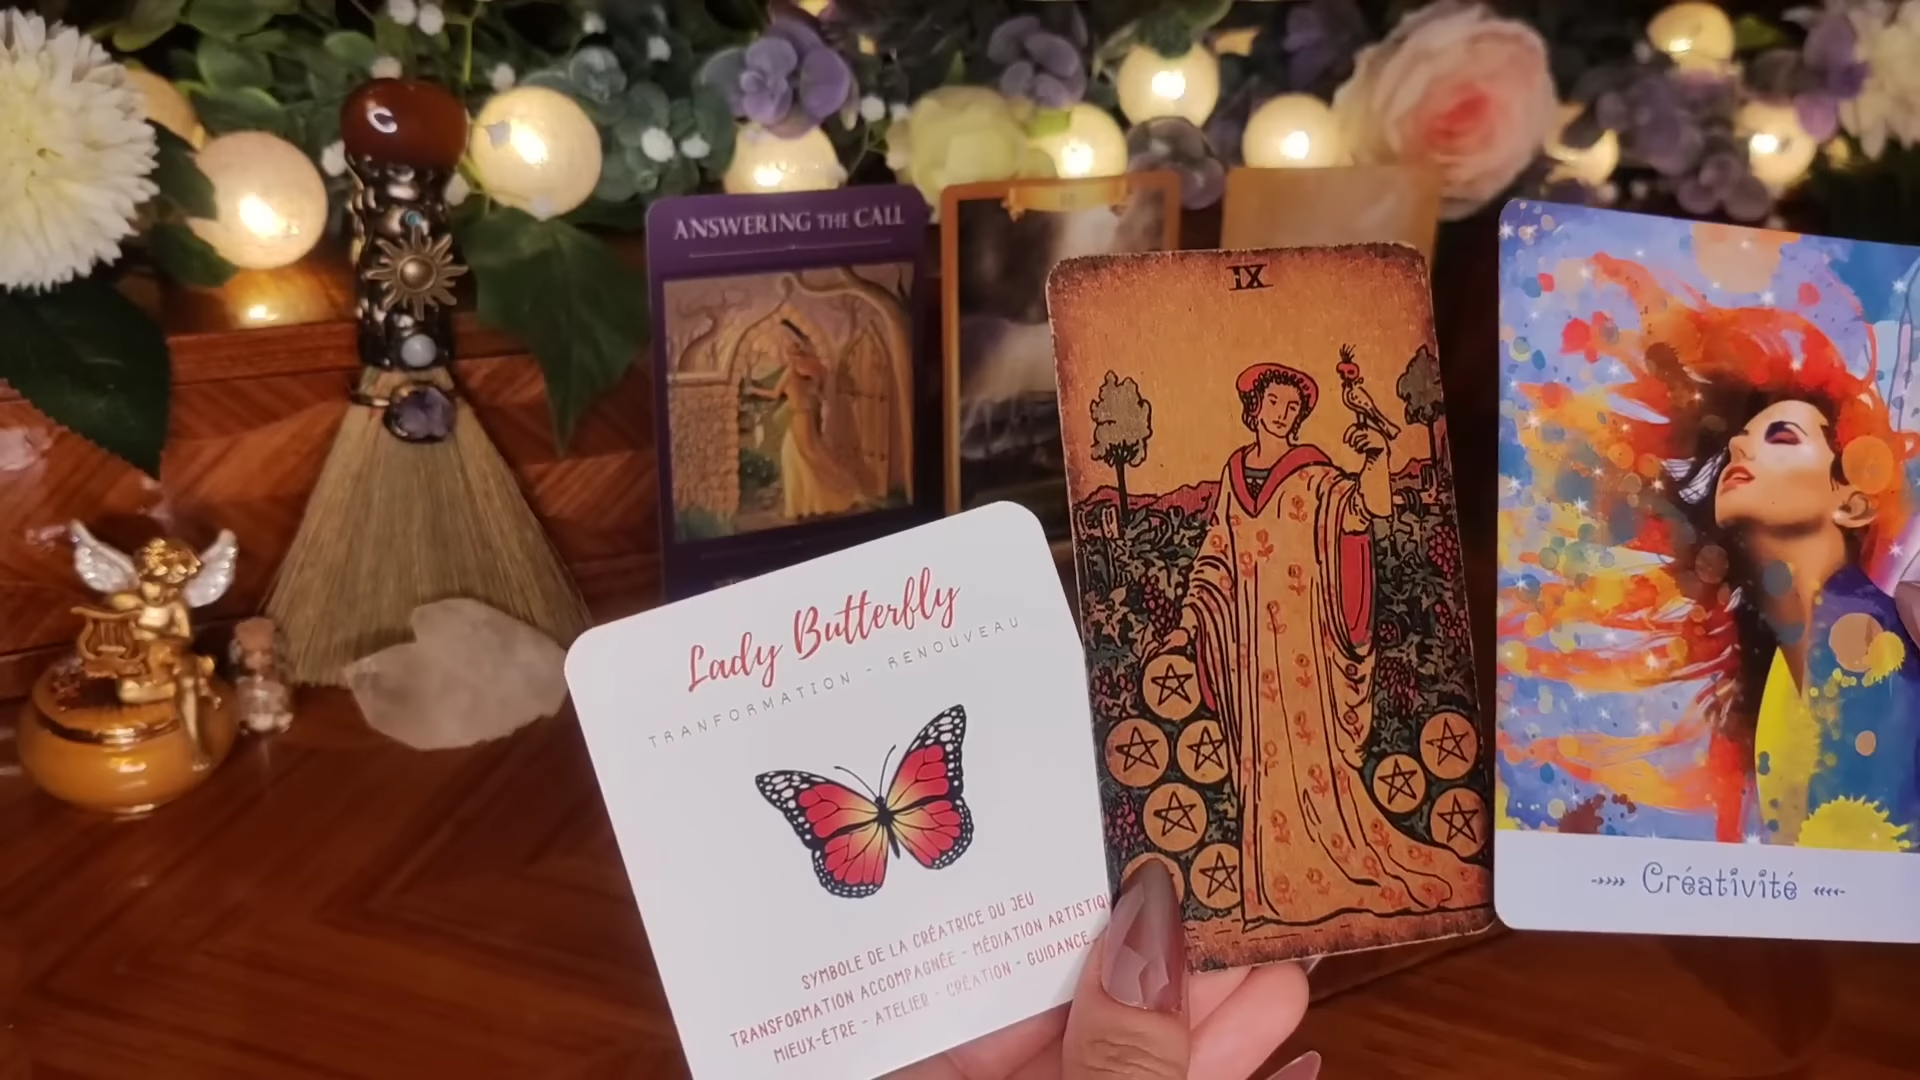 ANSWERING THE CALL
IX
Lady Butterfly
TRANFORMATION - RENOUVEAU
SYMBOLE DE LA CRÉATRICE DU JEU
TRANSFORMATION ACCOMPAGNÉE - MÉDIATION ARTISTIQU
MIEUX-ÊTRE - ATELIER - CRÉATION - GUIDANCE
Créativité